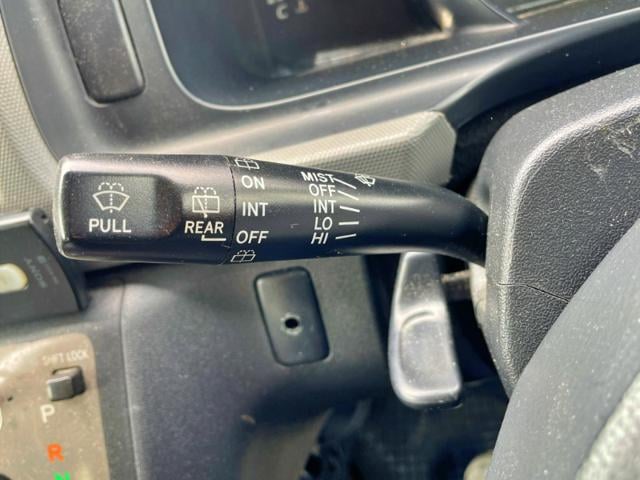 PULL
REAR
ON
INT
OFF
MIST
OFF
INT
LO
HI
SHIFT LOCK
P
R
N